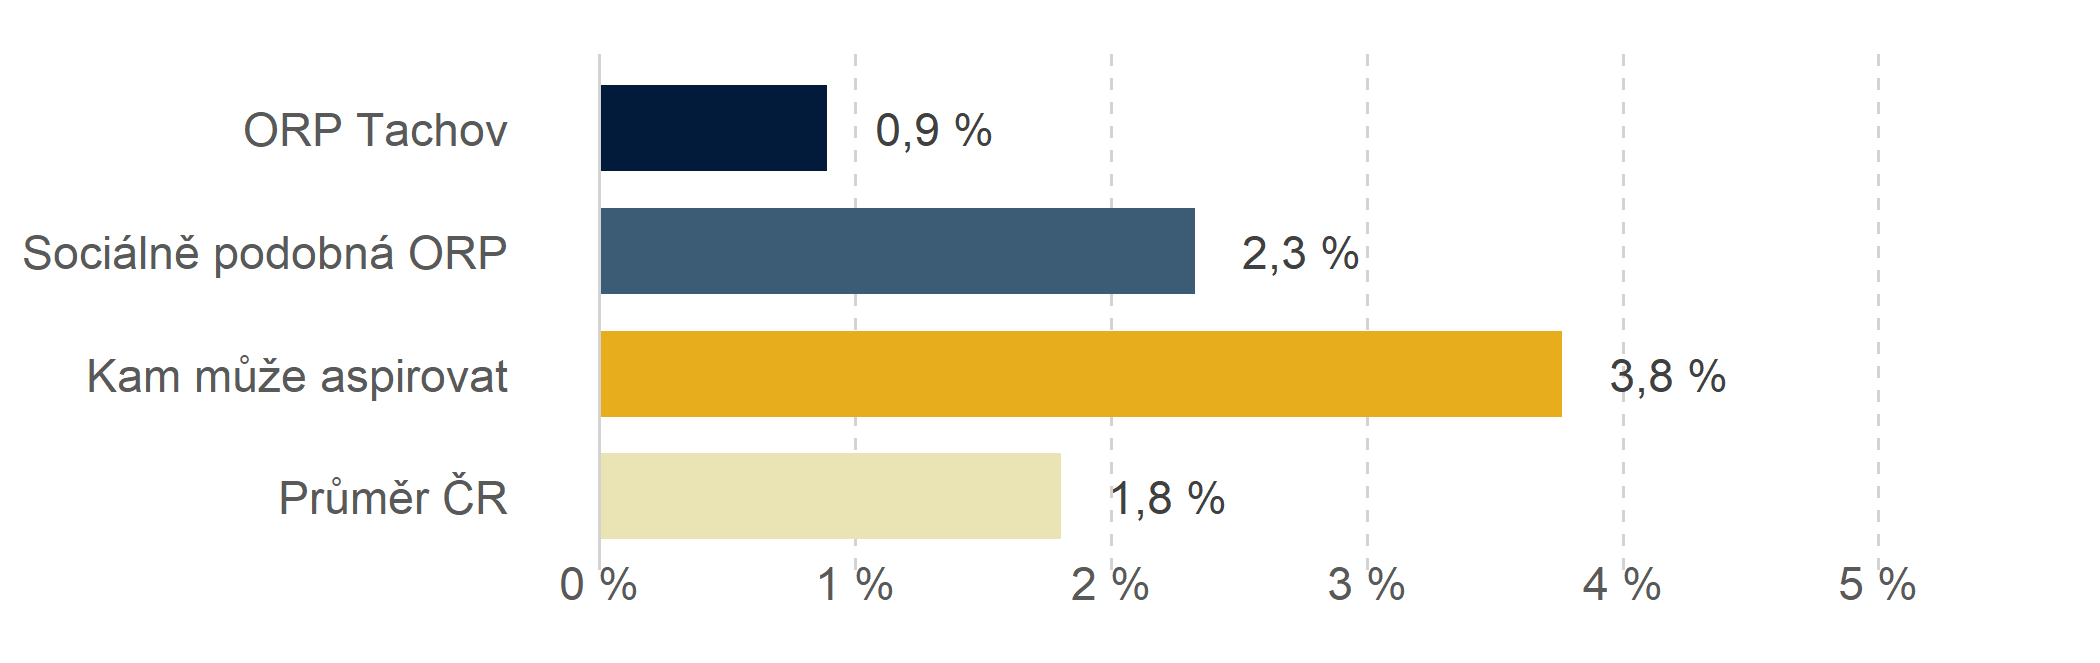 ORP Tachov
0,9 %
Sociálně podobná ORP
2,3 %
Kam může aspirovat
3,8 %
Průměr ČR
1,8 %
0 % 1 % 2 % 3 % 4 % 5 %